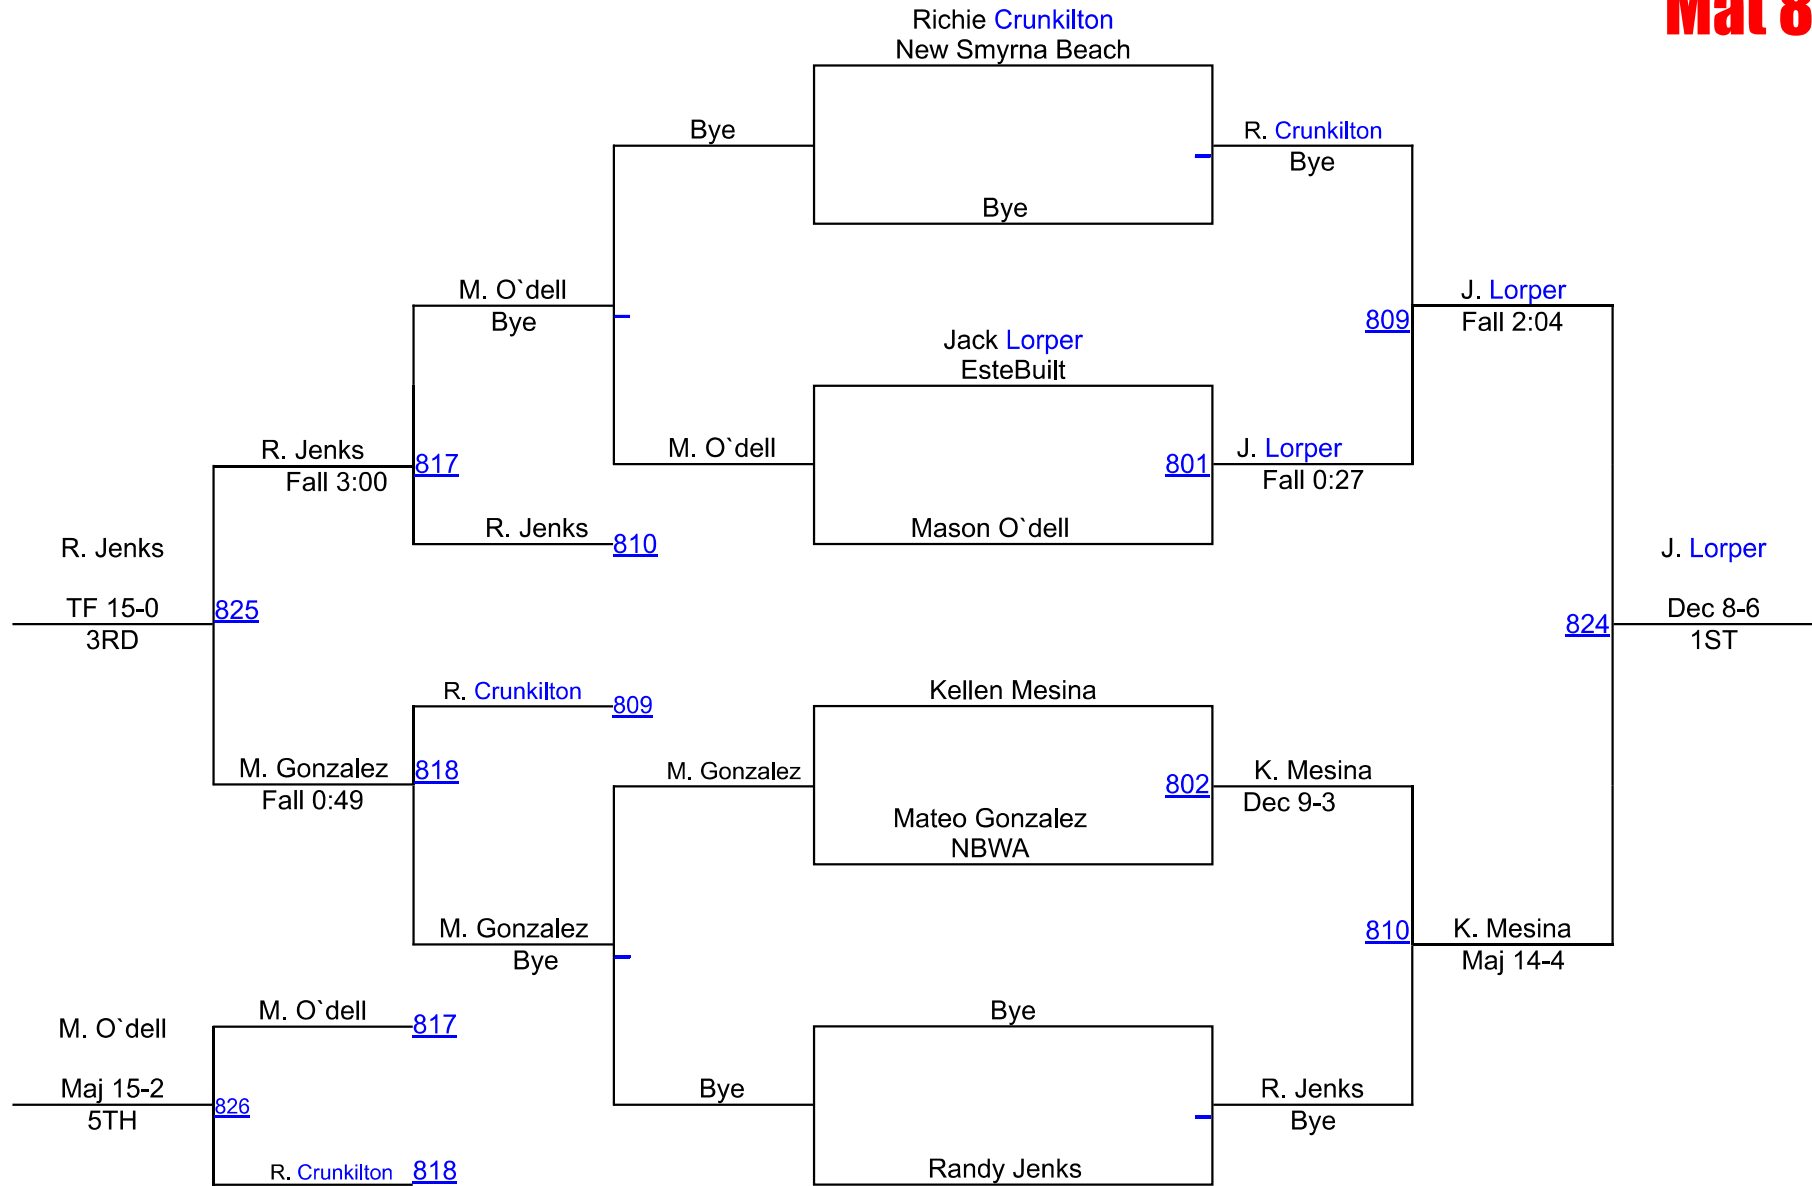 Mat 8
Richie Crunkilton
New Smyrna Beach
Bye
R. Crunkilton
Bye
Bye
M. O`dell
Bye
J. Lorper
Fall 2:04
809
Jack Lorper
EsteBuilt
R. Jenks
Fall 3:00
817
M. O`dell
801
J. Lorper
Fall 0:27
R. Jenks
810
Mason O`dell
R. Jenks
TF 15-0
3RD
825
J. Lorper
Dec 8-6
1ST
824
R. Crunkilton
809
Kellen Mesina
M. Gonzalez
Fall 0:49
818
M. Gonzalez
802
K. Mesina
Dec 9-3
Mateo Gonzalez
NBWA
M. Gonzalez
Bye
810
K. Mesina
Maj 14-4
M. O`dell
Maj 15-2
5TH
M. O`dell
817
826
Bye
Bye
R. Jenks
Bye
R. Crunkilton
818
Randy Jenks